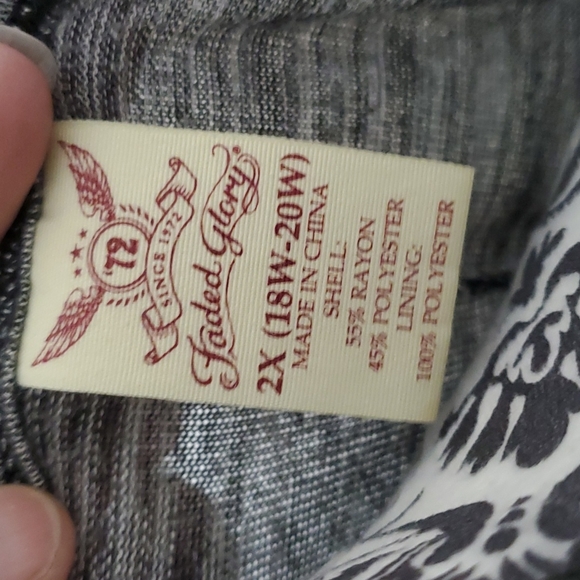 '72
SINCE 1972
Faded Glory®
2X (18W-20W)
MADE IN CHINA
SHELL:
55% RAYON
45% POLYESTER
LINING:
100% POLYESTER